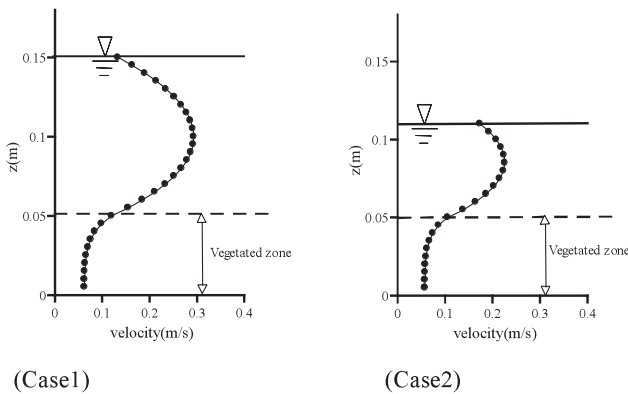 0.15
0.1
0.05
0
z(m)
Vegetated zone
0 0.1 0.2 0.3 0.4
velocity(m/s)
(Case1)
0.15
0.1
0.05
0
z(m)
Vegetated zone
0 0.1 0.2 0.3 0.4
velocity(m/s)
(Case2)